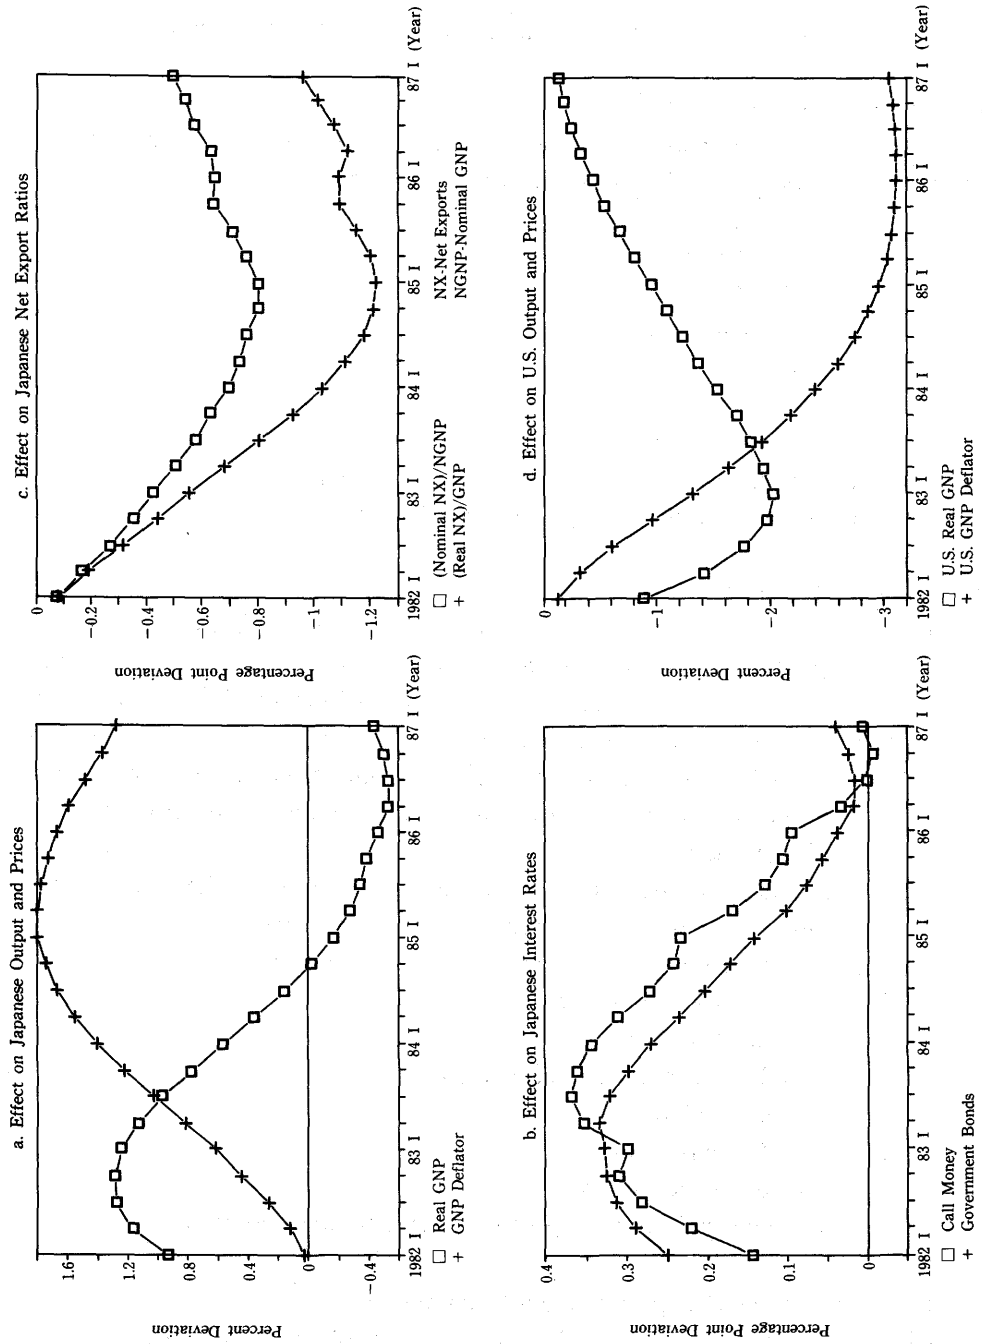 a. Effect on Japanese Output and Prices
Percent Deviation
1.6
1.2
0.8
0.4
0
−0.4
1982 I
83 I
84 I
85 I
86 I
87 I (Year)
□ Real GNP
+ GNP Deflator
c. Effect on Japanese Net Export Ratios
Percentage Point Deviation
0
−0.2
−0.4
−0.6
−0.8
−1
−1.2
1982 I
83 I
84 I
85 I
86 I
87 I (Year)
□ (Nominal NX)/NGNP
+ (Real NX)/GNP
NX-Net Exports
NGNP-Nominal GNP
b. Effect on Japanese Interest Rates
Percentage Point Deviation
0.4
0.3
0.2
0.1
0
1982 I
83 I
84 I
85 I
86 I
87 I (Year)
□ Call Money
+ Government Bonds
d. Effect on U.S. Output and Prices
Percent Deviation
0
−1
−2
−3
1982 I
83 I
84 I
85 I
86 I
87 I (Year)
□ U.S. Real GNP
+ U.S. GNP Deflator